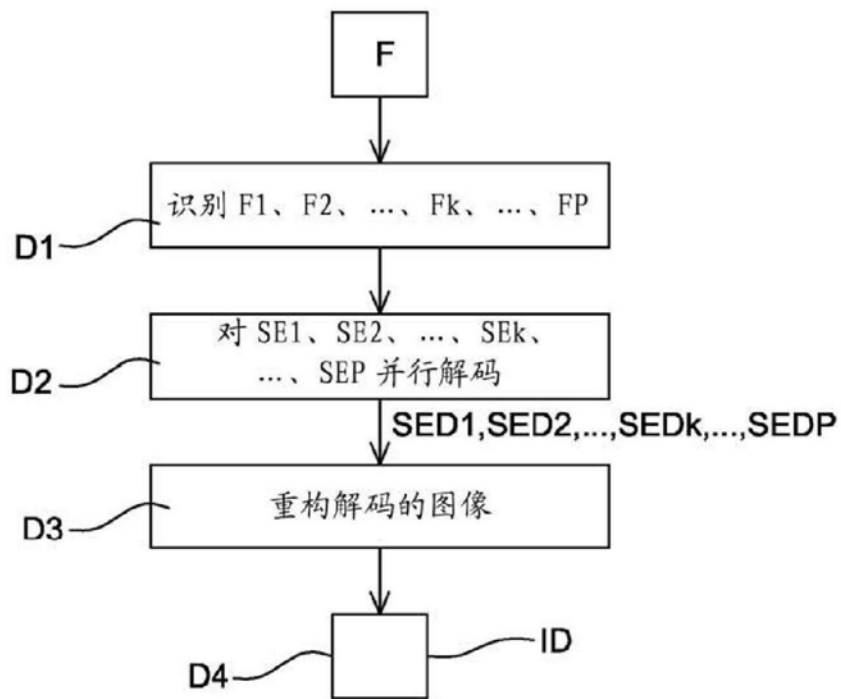 F
识别 F1、F2、…、Fk、…、FP
D1
对 SE1、SE2、…、SEk、
…、SEP 并行解码
D2
SED1,SED2,...,SEDk,...,SEDP
重构解码的图像
D3
D4
ID